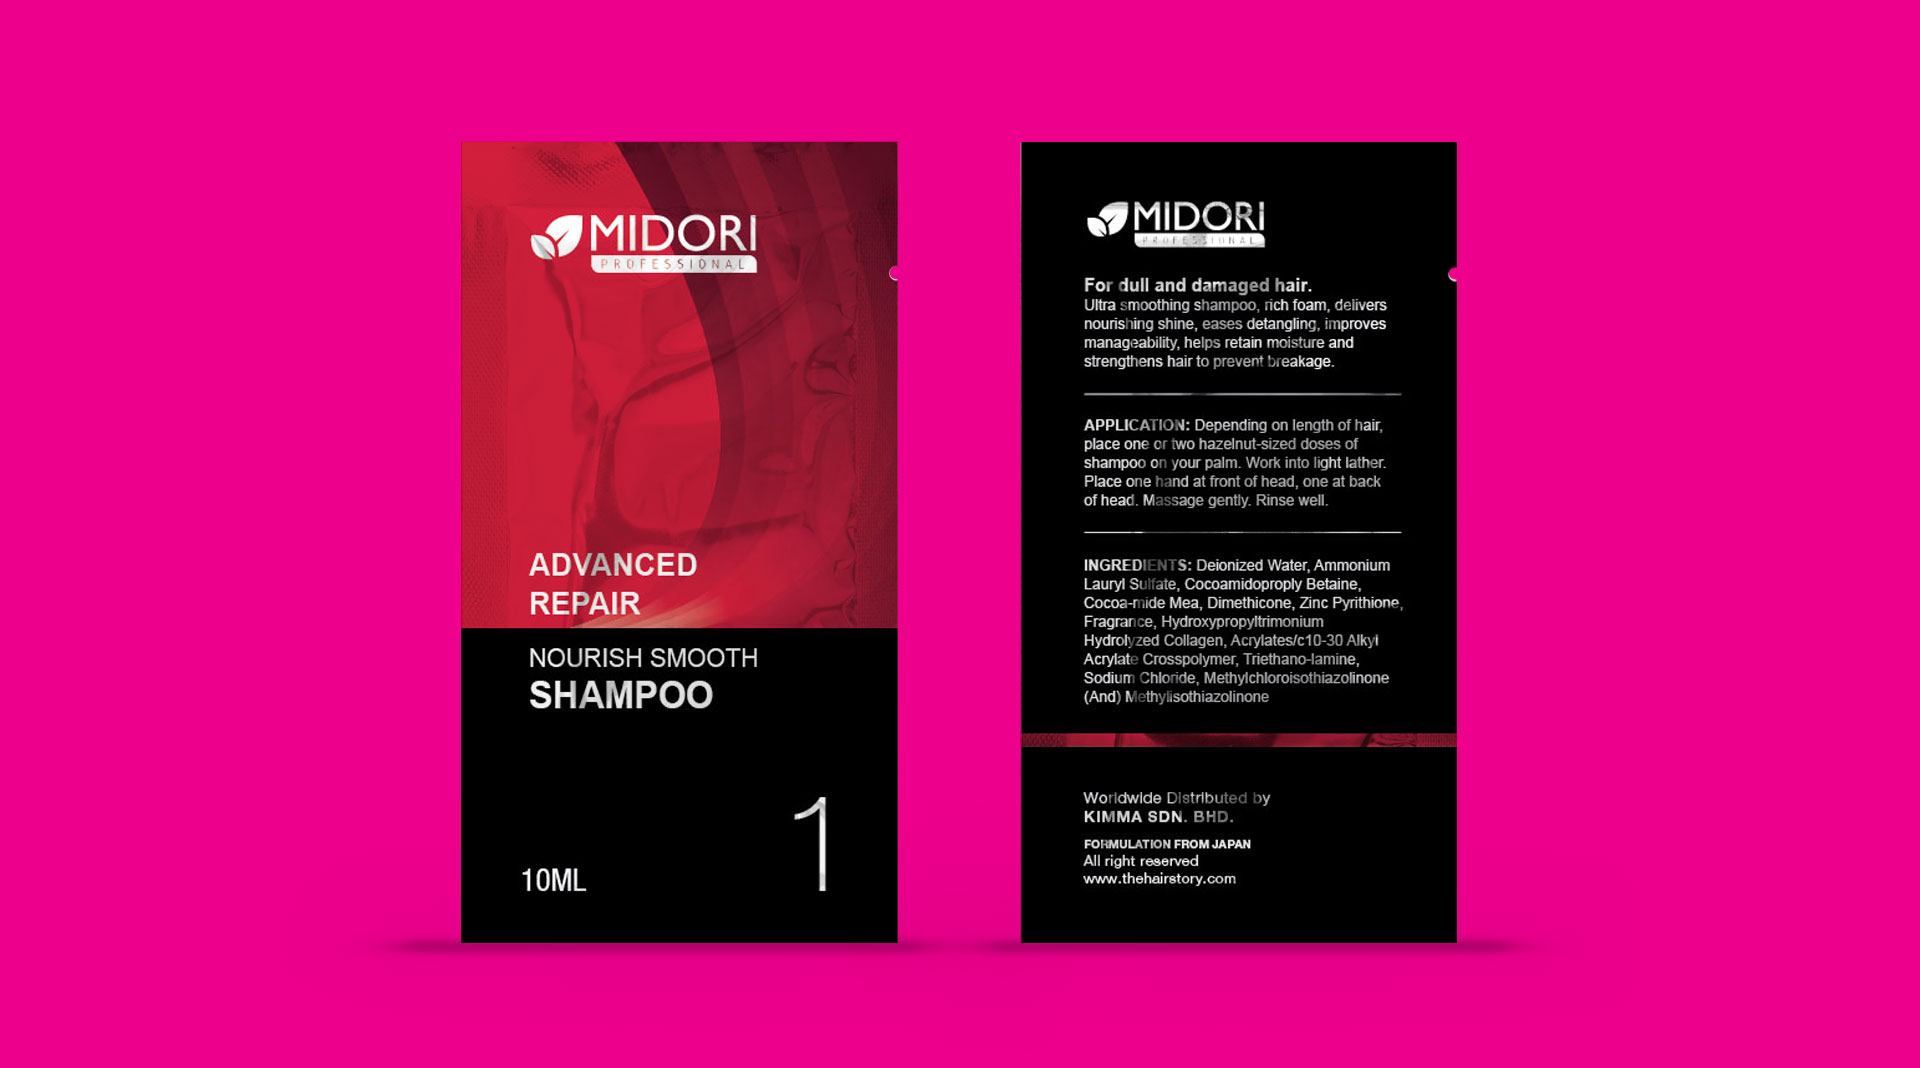 MIDORI
PROFESSIONAL
ADVANCED
REPAIR
NOURISH SMOOTH
SHAMPOO
1
10ML
MIDORI
PROFESSIONAL
For dull and damaged hair.
Ultra smoothing shampoo, rich foam, delivers
nourishing shine, eases detangling, improves
manageability, helps retain moisture and
strengthens hair to prevent breakage.
APPLICATION: Depending on length of hair,
place one or two hazelnut-sized doses of
shampoo on your palm. Work into light lather.
Place one hand at front of head, one at back
of head. Massage gently. Rinse well.
INGREDIENTS: Deionized Water, Ammonium
Lauryl Sulfate, Cocoamidoproply Betaine,
Cocoa-mide Mea, Dimethicone, Zinc Pyrithione,
Fragrance, Hydroxypropyltrimonium
Hydrolyzed Collagen, Acrylates/c10-30 Alkyl
Acrylate Crosspolymer, Triethano-lamine,
Sodium Chloride, Methylchloroisothiazolinone
(And) Methylisothiazolinone
Worldwide Distributed by
KIMMA SDN. BHD.
FORMULATION FROM JAPAN
All right reserved
www.thehairstory.com